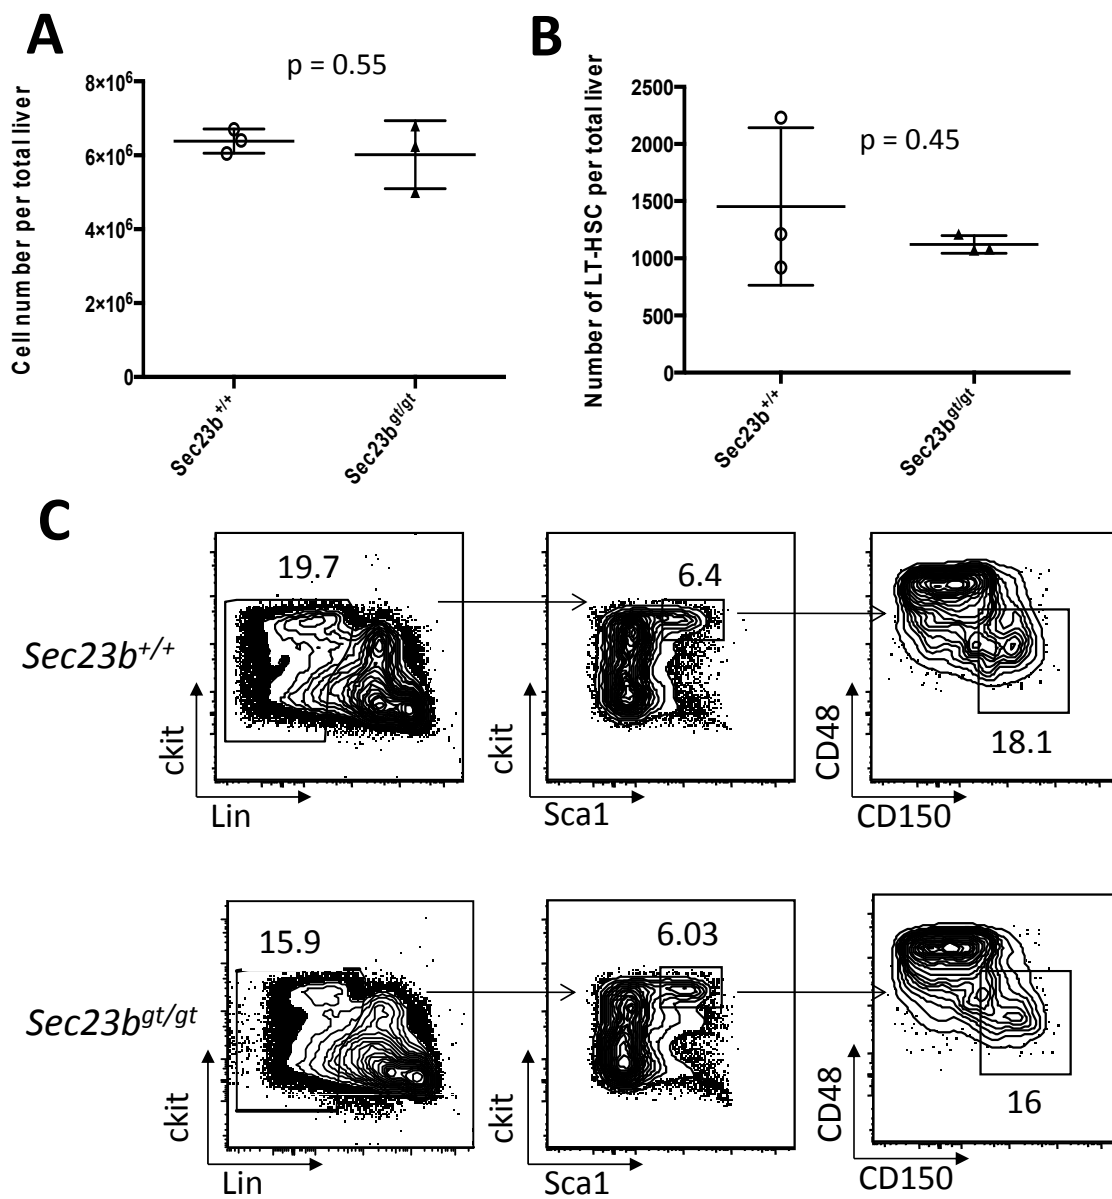 A
B
p = 0.55
p = 0.45
Cell number per total liver
8×10⁶
6×10⁶
4×10⁶
2×10⁶
0
Sec23b+/+
Sec23bgt/gt
Number of LT-HSC per total liver
2500
2000
1500
1000
500
0
Sec23b+/+
Sec23bgt/gt
C
Sec23b+/+
19.7
ckit
Lin
6.4
ckit
Sca1
18.1
CD48
CD150
Sec23bgt/gt
15.9
ckit
Lin
6.03
ckit
Sca1
16
CD48
CD150